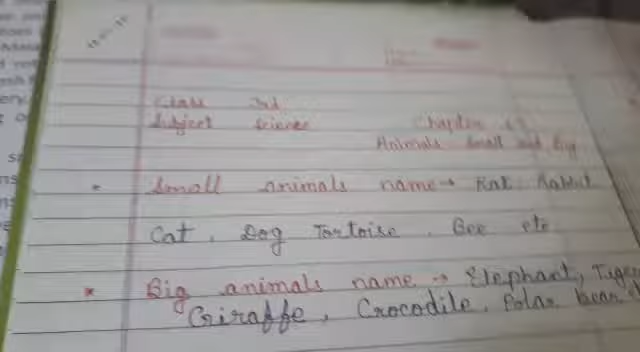 Class 3rd
Subject Science
Chapter
Animals Small and Big
Small animals name → Rat, Rabbit
Cat, Dog Tortoise, Bee etc
Big animals name → Elephant, Tiger
Giraffe, Crocodile, Polar bear